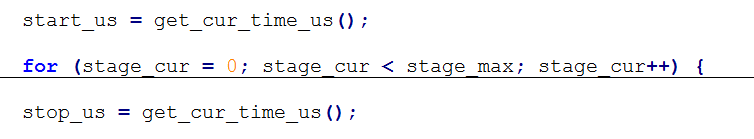 start_us = get_cur_time_us();
for (stage_cur = 0; stage_cur < stage_max; stage_cur++) {
stop_us = get_cur_time_us();